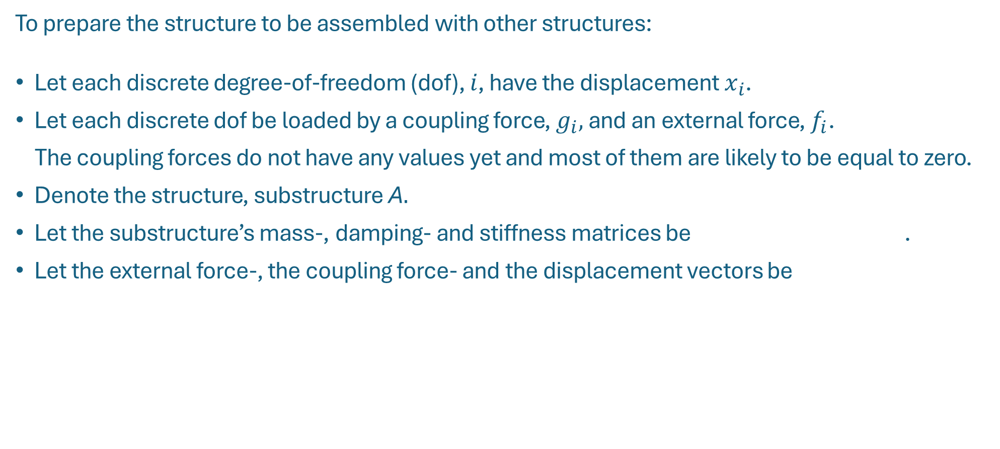 To prepare the structure to be assembled with other structures:
• Let each discrete degree-of-freedom (dof), i, have the displacement xᵢ.
• Let each discrete dof be loaded by a coupling force, gᵢ, and an external force, fᵢ.
The coupling forces do not have any values yet and most of them are likely to be equal to zero.
• Denote the structure, substructure A.
• Let the substructure’s mass-, damping- and stiffness matrices be .
• Let the external force-, the coupling force- and the displacement vectors be